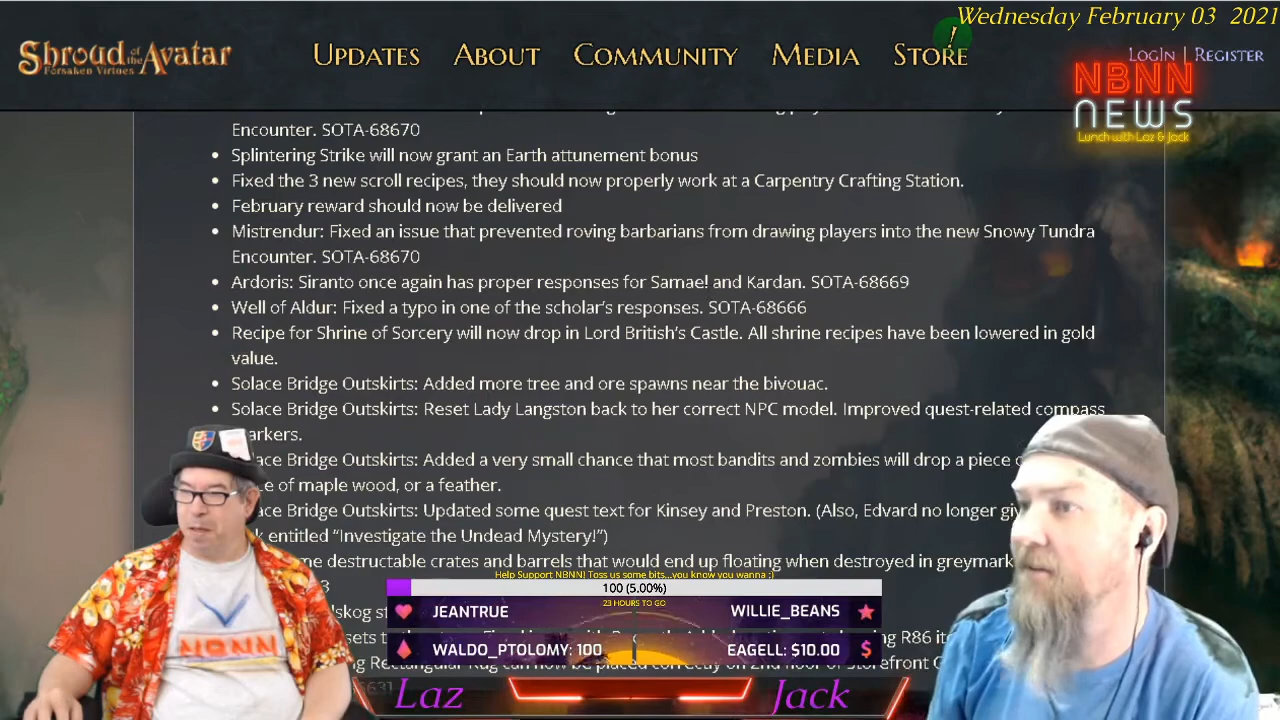 Wednesday February 03 2021
Shroud of the Avatar
Forsaken Virtues
UPDATES ABOUT COMMUNITY MEDIA STORE
!
LOGIN | REGISTER
NBNN
NEWS
Lunch with Laz & Jack
Encounter. SOTA-68670
• Splintering Strike will now grant an Earth attunement bonus
• Fixed the 3 new scroll recipes, they should now properly work at a Carpentry Crafting Station.
• February reward should now be delivered
• Mistrendur: Fixed an issue that prevented roving barbarians from drawing players into the new Snowy Tundra
Encounter. SOTA-68670
• Ardoris: Siranto once again has proper responses for Samael and Kardan. SOTA-68669
• Well of Aldur: Fixed a typo in one of the scholar's responses. SOTA-68666
• Recipe for Shrine of Sorcery will now drop in Lord British's Castle. All shrine recipes have been lowered in gold
value.
• Solace Bridge Outskirts: Added more tree and ore spawns near the bivouac.
• Solace Bridge Outskirts: Reset Lady Langston back to her correct NPC model. Improved quest-related compass
arkers.
ace Bridge Outskirts: Added a very small chance that most bandits and zombies will drop a piece
ce of maple wood, or a feather.
ace Bridge Outskirts: Updated some quest text for Kinsey and Preston. (Also, Edvard no longer
entitled “Investigate the Undead Mystery!”)
me destructable crates and barrels that would end up floating when destroyed in greymark
Help Support NBNN! Toss us some bits...you know you wanna :)
100 (5.00%)
23 HOURS TO GO
JEANTRUE
WILLIE_BEANS
WALDO_PTOLOMY: 100
EAGELL: $10.00
NBNN
Laz
Jack